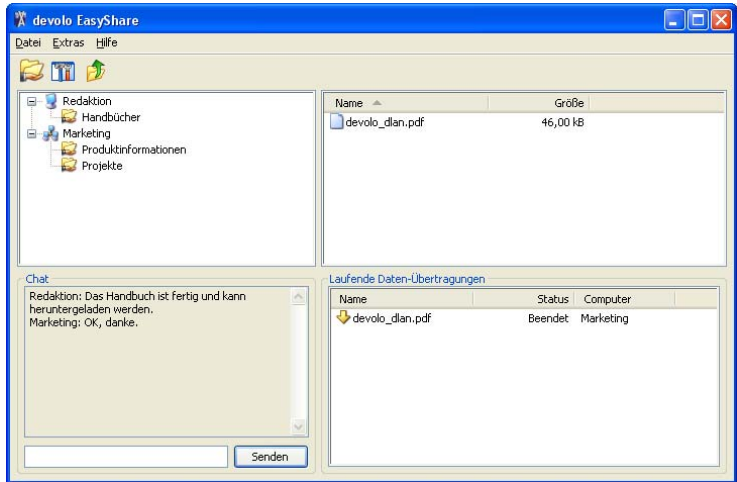 devolo EasyShare
Datei Extras Hilfe
Redaktion
Handbücher
Marketing
Produktinformationen
Projekte
Name Größe
devolo_dlan.pdf 46,00 kB
Chat
Redaktion: Das Handbuch ist fertig und kann
heruntergeladen werden.
Marketing: OK, danke.
Senden
Laufende Daten-Übertragungen
Name Status Computer
devolo_dlan.pdf Beendet Marketing